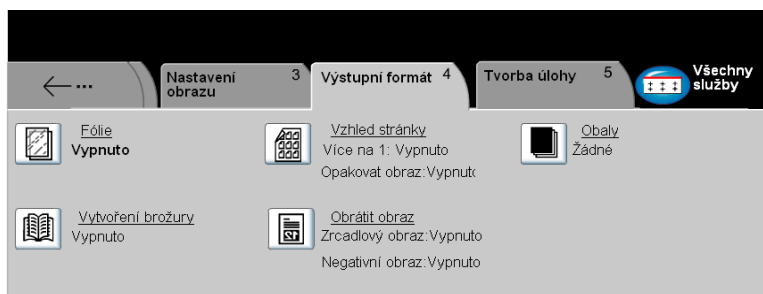 ← ...
Nastavení obrazu 3
Výstupní formát 4
Tvorba úlohy 5
Všechny služby
Fólie
Vypnuto
Vzhled stránky
Více na 1: Vypnuto
Opakovat obraz:Vypnuto
Obaly
Žádné
Vytvoření brožury
Vypnuto
Obrátit obraz
Zrcadlový obraz:Vypnuto
Negativní obraz:Vypnuto